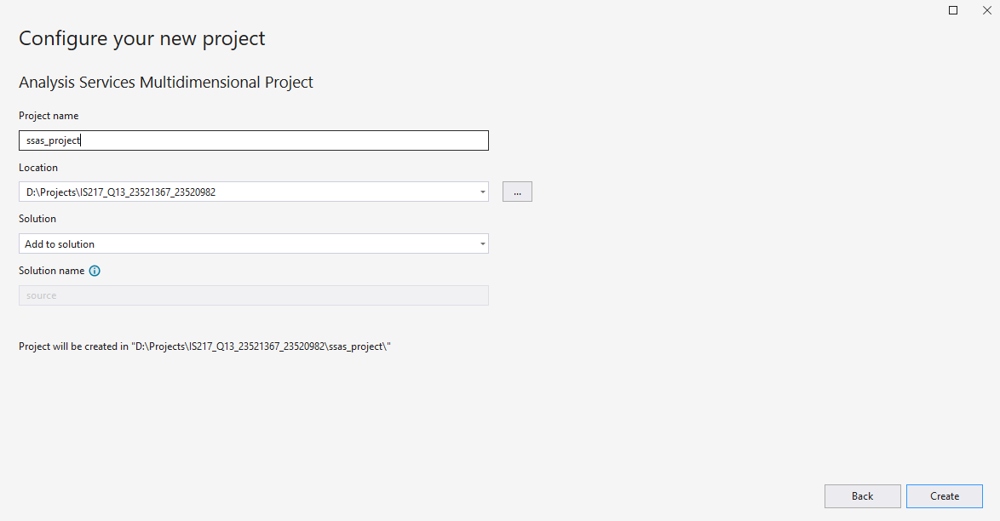 Configure your new project
Analysis Services Multidimensional Project
Project name
ssas_project
Location
D:\Projects\IS217_Q13_23521367_23520982
...
Solution
Add to solution
Solution name
source
Project will be created in "D:\Projects\IS217_Q13_23521367_23520982\ssas_project\"
Back
Create